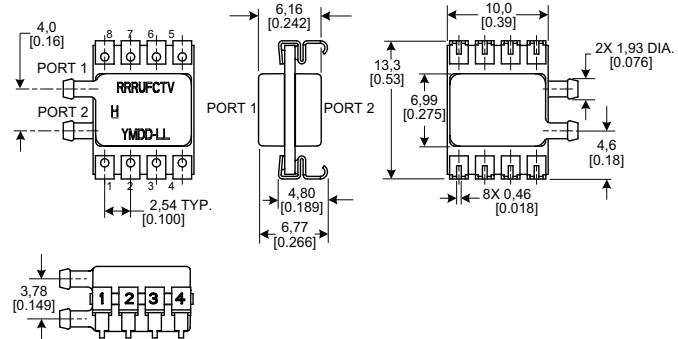 4,0
[0.16]
8 7 6 5
PORT 1
PORT 2
RRRUFCTV
H
YMDD-LL
1 2 3 4
2,54 TYP.
[0.100]
6,16
[0.242]
PORT 1
PORT 2
4,80
[0.189]
6,77
[0.266]
10,0
[0.39]
13,3
[0.53]
6,99
[0.275]
2X 1,93 DIA.
[0.076]
4,6
[0.18]
8X 0,46
[0.018]
3,78
[0.149]
1 2 3 4